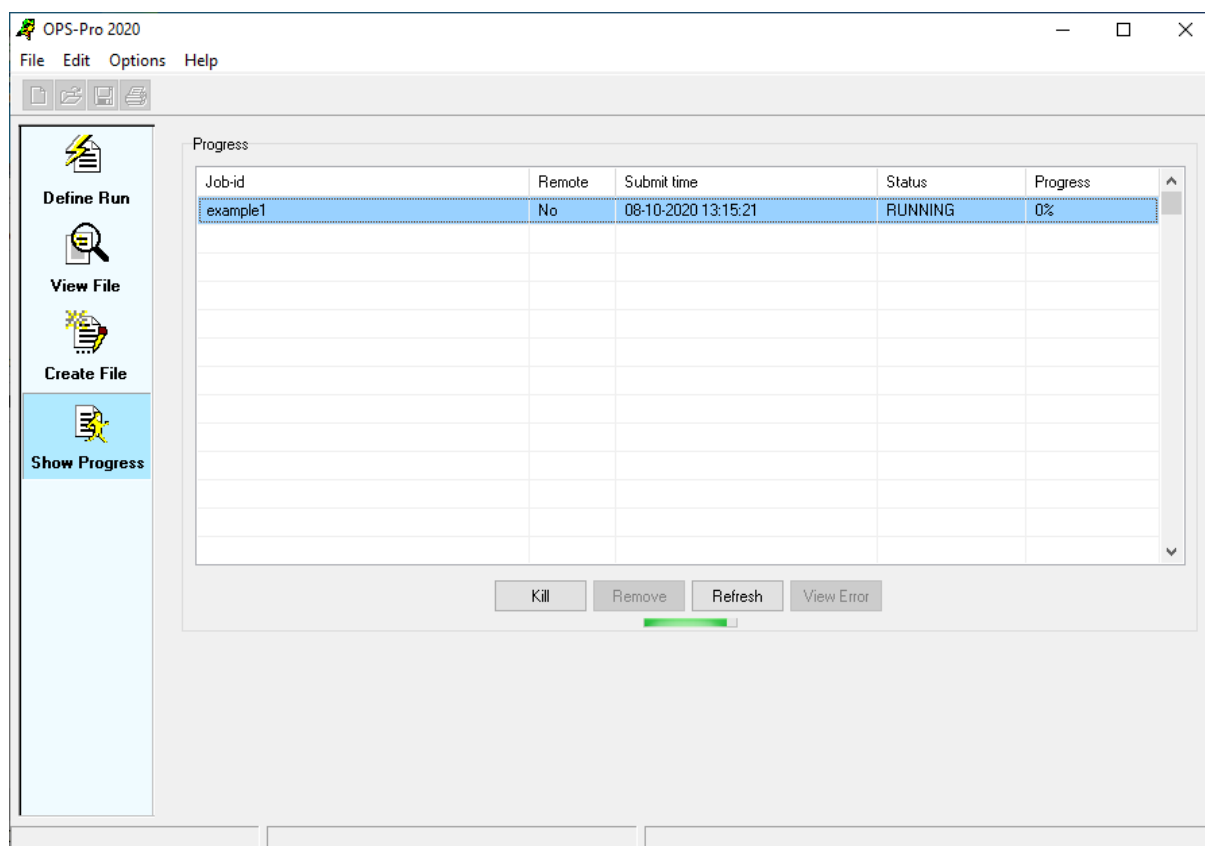 OPS-Pro 2020
File Edit Options Help
Define Run
View File
Create File
Show Progress
Progress
Job-id Remote Submit time Status Progress
example1 No 08-10-2020 13:15:21 RUNNING 0%
Kill Remove Refresh View Error